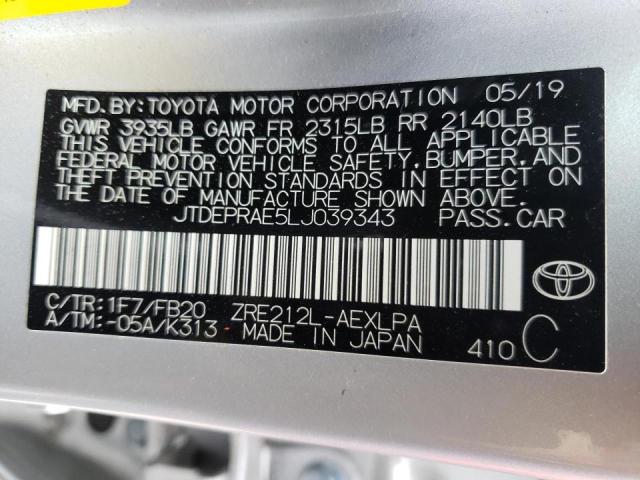 MFD. BY: TOYOTA MOTOR CORPORATION 05/19
GVWR 3935LB GAWR FR 2315LB RR 2140LB
THIS VEHICLE CONFORMS TO ALL APPLICABLE
FEDERAL MOTOR VEHICLE SAFETY, BUMPER, AND
THEFT PREVENTION STANDARDS IN EFFECT ON
THE DATE OF MANUFACTURE SHOWN ABOVE.
JTDEPRAE5LJ039343 PASS. CAR
C/TR: 1F7/FB20 ZRE212L-AEXLPA
A/TM: -05A/K313 MADE IN JAPAN
410 C